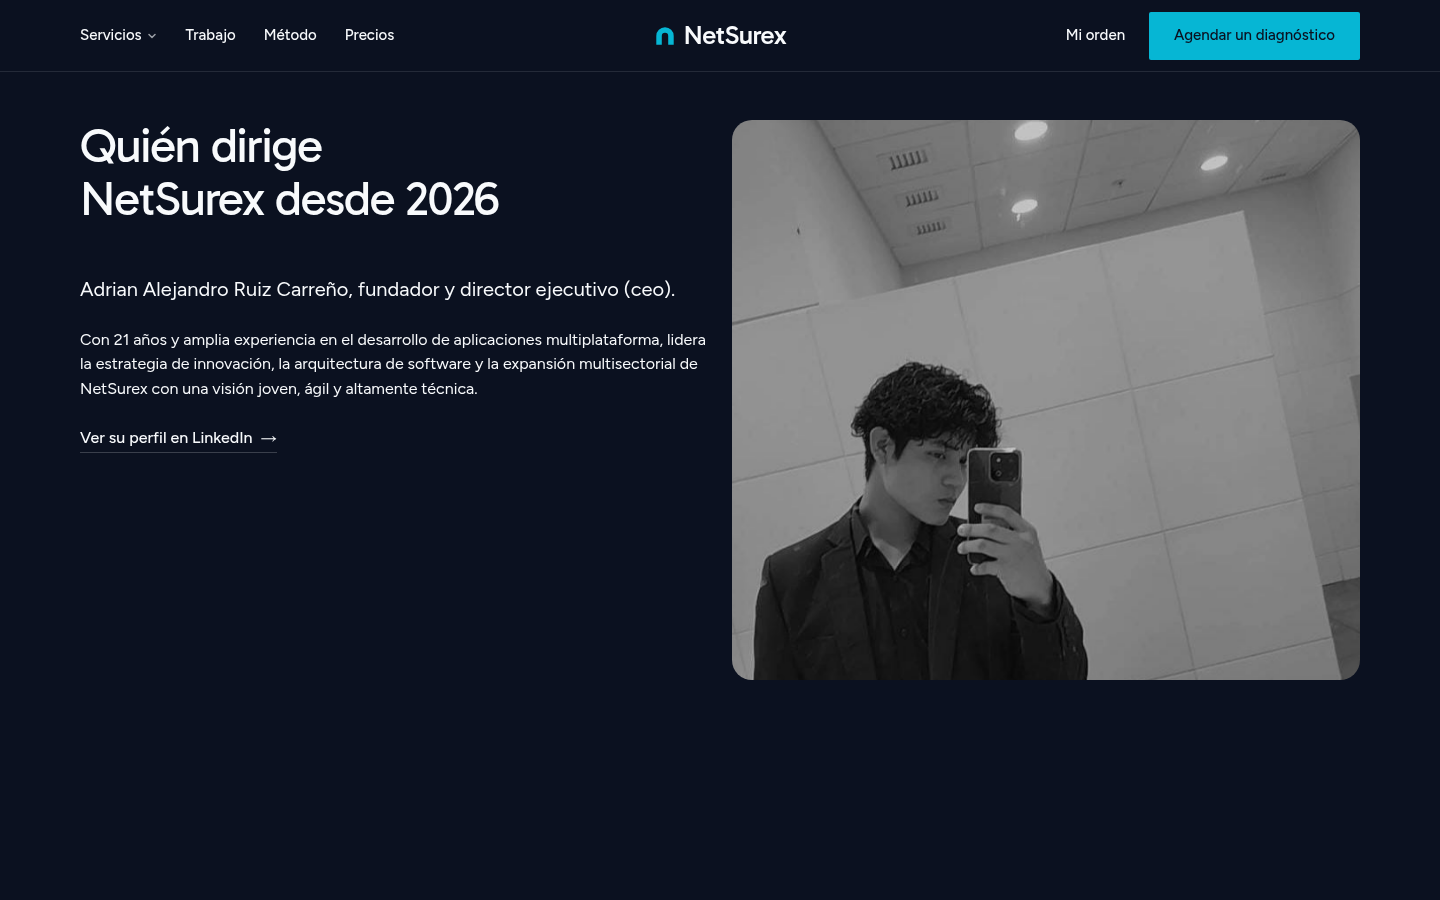 Servicios
Trabajo
Método
Precios
NetSurex
Mi orden
Agendar un diagnóstico
Quién dirige
NetSurex desde 2026
Adrian Alejandro Ruiz Carreño, fundador y director ejecutivo (ceo).
Con 21 años y amplia experiencia en el desarrollo de aplicaciones multiplataforma, lidera
la estrategia de innovación, la arquitectura de software y la expansión multisectorial de
NetSurex con una visión joven, ágil y altamente técnica.
Ver su perfil en LinkedIn →